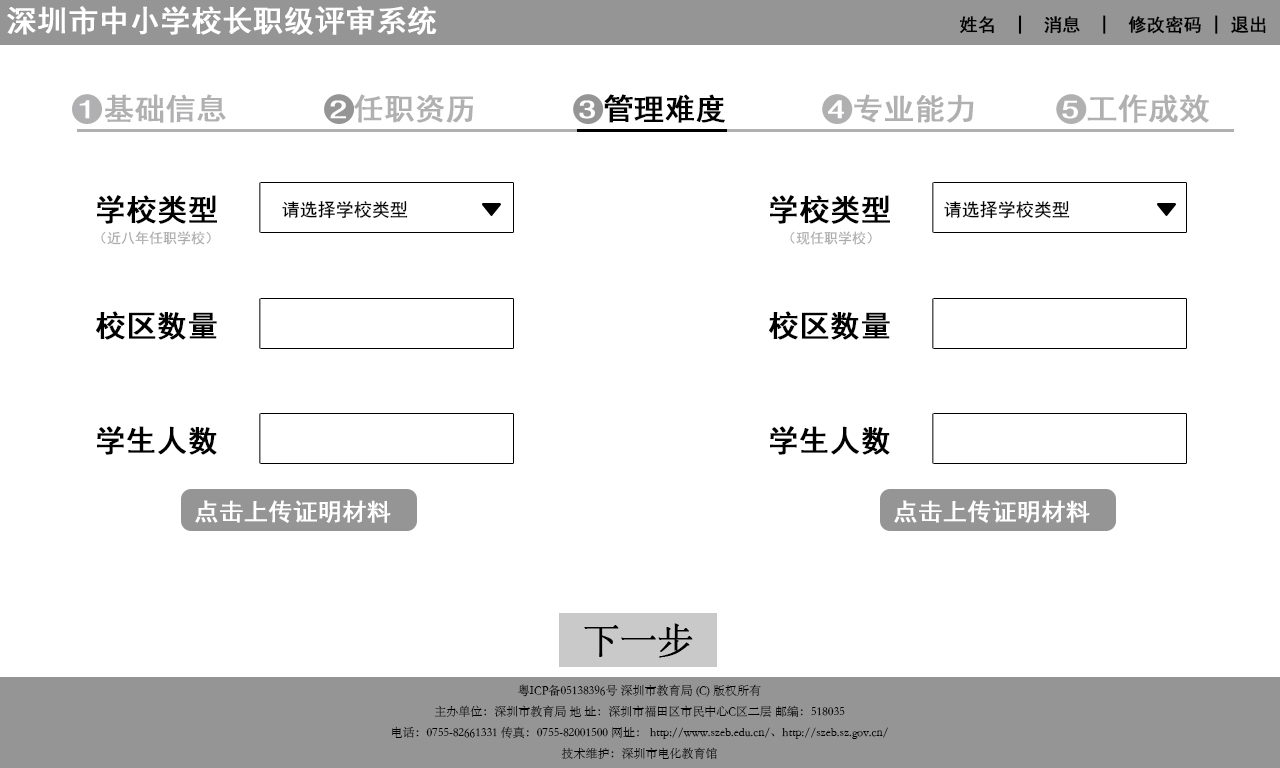 深圳市中小学校长职级评审系统
姓名 | 消息 | 修改密码 | 退出
1基础信息 2任职资历 3管理难度 4专业能力 5工作成效
学校类型 请选择学校类型 学校类型 请选择学校类型
（近八年任职学校） （现任职学校）
校区数量 校区数量
学生人数 学生人数
点击上传证明材料 点击上传证明材料
下一步
粤ICP备05138396号 深圳市教育局 (C) 版权所有
主办单位：深圳市教育局 地 址：深圳市福田区市民中心C区二层 邮编：518035
电话：0755-82661331 传真：0755-82001500 网址： http://www.szeb.edu.cn/、http://szeb.sz.gov.cn/
技术维护：深圳市电化教育馆